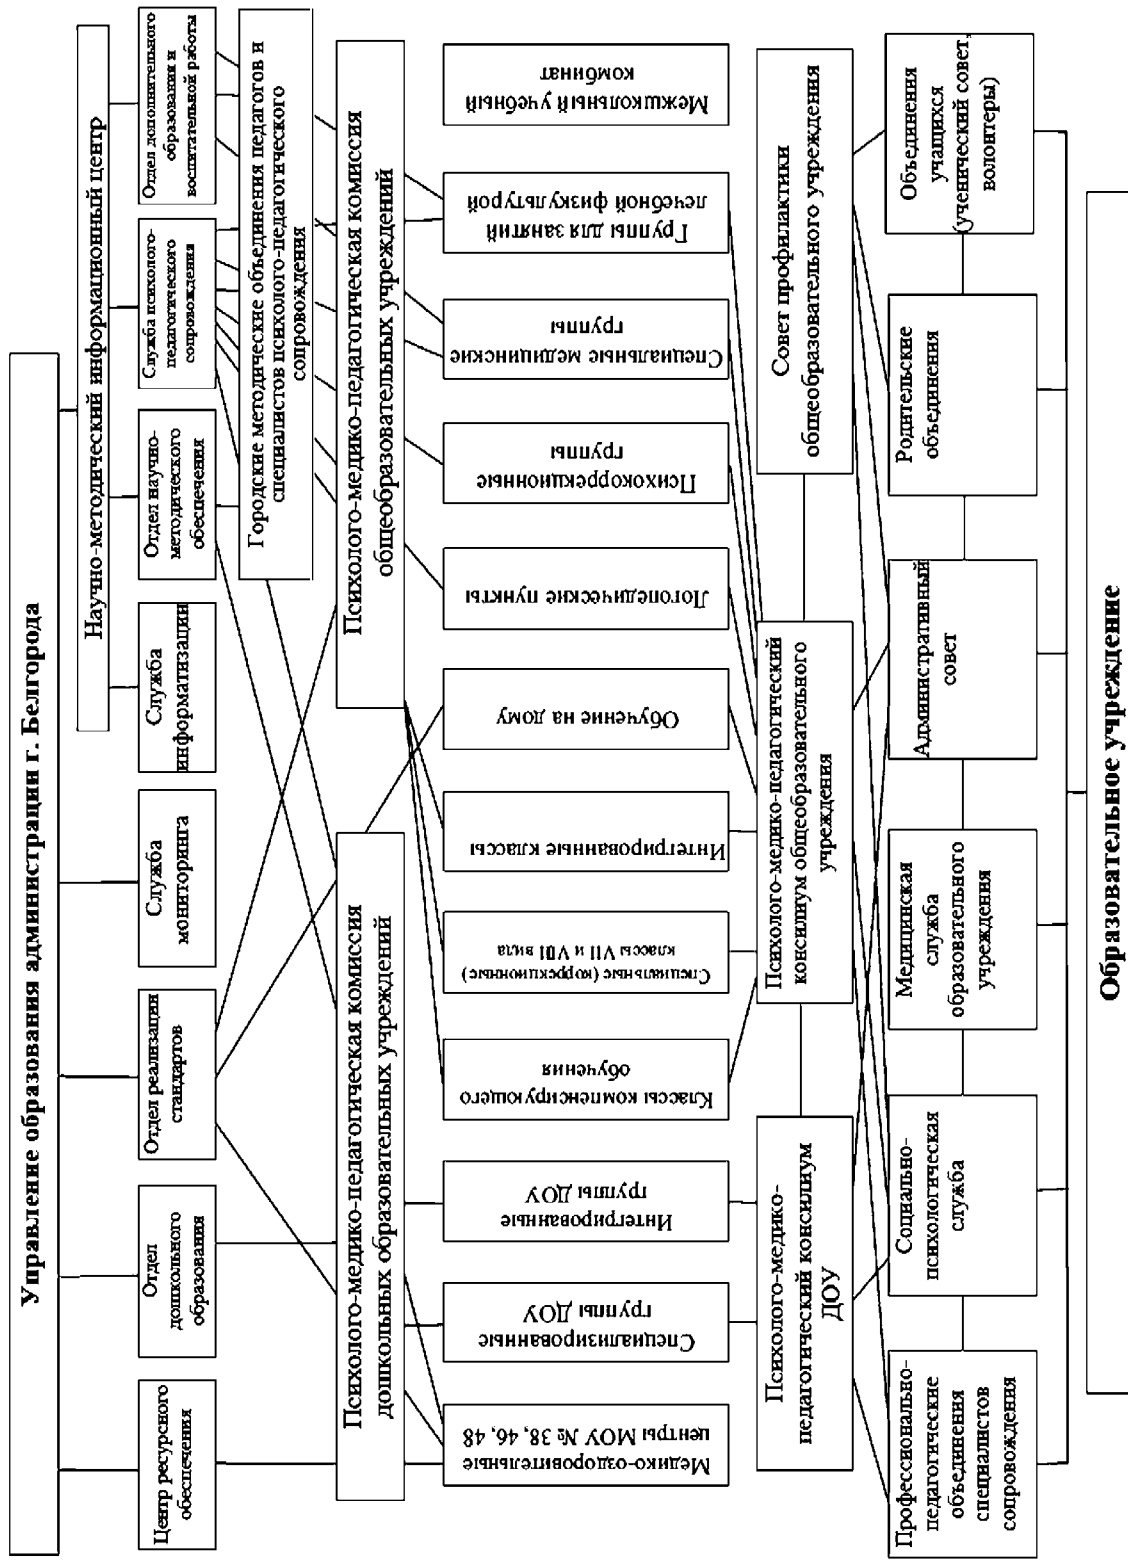 Управление образования администрации г. Белгорода
Научно-методический информационный центр
Центр ресурсного
обеспечения
Отдел
дошкольного
образования
Отдел реализации
стандартов
Служба
мониторинга
Служба
информатизации
Отдел научно-
методического
обеспечения
Служба психолого-
педагогического
сопровождения
Отдел дополнительного
образования и
воспитательной работы
Городские методические объединения педагогов и
специалистов психолого-педагогического
сопровождения
Психолого-медико-педагогическая комиссия
дошкольных образовательных учреждений
Психолого-медико-педагогическая комиссия
общеобразовательных учреждений
Медико-оздоровительные
центры МОУ № 38, 46, 48
Специализированные
группы ДОУ
Интегрированные
группы ДОУ
Классы компенсирующего
обучения
Специальные (коррекционные)
классы VII и VIII вида
Интегрированные классы
Обучение на дому
Логопедические пункты
Психокоррекционные
группы
Специальные медицинские
группы
Группы для занятий
лечебной физкультурой
Межшкольный учебный
комбинат
Психолого-медико-
педагогический консилиум
ДОУ
Психолого-медико-педагогический
консилиум общеобразовательного
учреждения
Совет профилактики
общеобразовательного учреждения
Профессионально-
педагогические
объединения
специалистов
сопровождения
Социально-
психологическая
служба
Медицинская
служба
образовательного
учреждения
Административный
совет
Родительские
объединения
Объединения
учащихся
(ученический совет,
волонтеры)
Образовательное учреждение